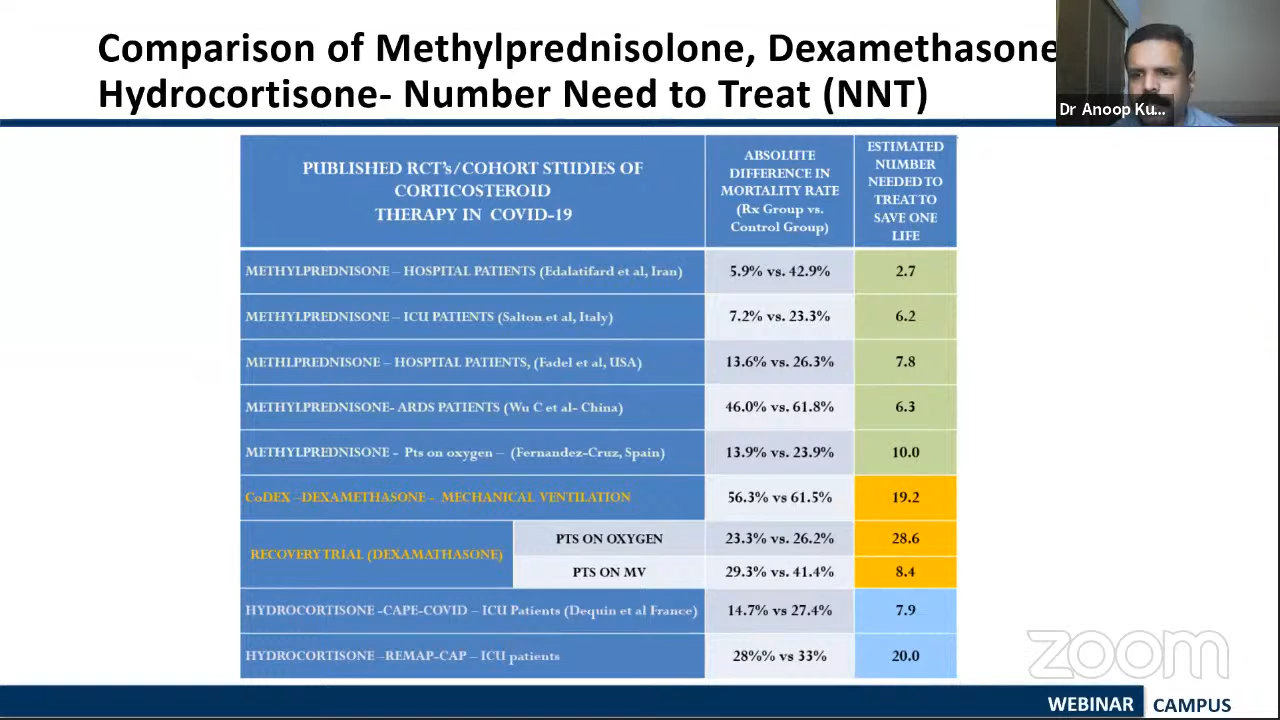 Comparison of Methylprednisolone, Dexamethasone
Hydrocortisone- Number Need to Treat (NNT)
Dr Anoop Ku...
PUBLISHED RCT's/COHORT STUDIES OF
CORTICOSTEROID
THERAPY IN COVID-19
ABSOLUTE
DIFFERENCE IN
MORTALITY RATE
(Rx Group vs.
Control Group)
ESTIMATED
NUMBER
NEEDED TO
TREAT TO
SAVE ONE
LIFE
METHYLPREDNISONE – HOSPITAL PATIENTS (Edalatifard et al, Iran) 5.9% vs. 42.9% 2.7
METHYLPREDNISONE – ICU PATIENTS (Salton et al, Italy) 7.2% vs. 23.3% 6.2
METHLPREDNISONE – HOSPITAL PATIENTS, (Fadel et al, USA) 13.6% vs. 26.3% 7.8
METHYLPREDNISONE- ARDS PATIENTS (Wu C et al- China) 46.0% vs. 61.8% 6.3
METHYLPREDNISONE - Pts on oxygen – (Fernandez-Cruz, Spain) 13.9% vs. 23.9% 10.0
CoDEX –DEXAMETHASONE - MECHANICAL VENTILATION 56.3% vs 61.5% 19.2
RECOVERY TRIAL (DEXAMATHASONE)
PTS ON OXYGEN 23.3% vs. 26.2% 28.6
PTS ON MV 29.3% vs. 41.4% 8.4
HYDROCORTISONE -CAPE-COVID – ICU Patients (Dequin et al France) 14.7% vs 27.4% 7.9
HYDROCORTISONE –REMAP-CAP – ICU patients 28%% vs 33% 20.0
zoom
WEBINAR CAMPUS